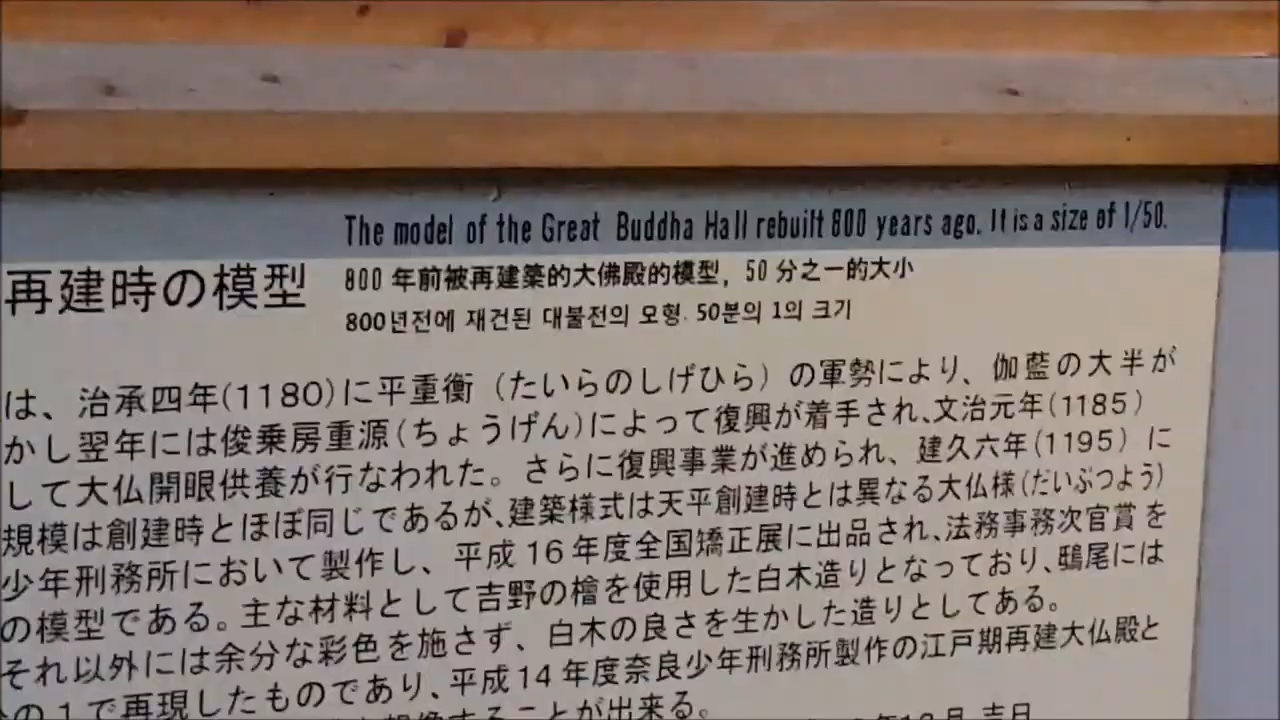 The model of the Great Buddha Hall rebuilt 800 years ago. It is a size of 1/50.
再建時の模型
800 年前被再建築的大佛殿的模型, 50 分之一的大小
800년전에 재건된 대불전의 모형. 50분의 1의 크기
は、治承四年(1180)に平重衡（たいらのしげひら）の軍勢により、伽藍の大半が
かし翌年には俊乗房重源(ちょうげん)によって復興が着手され、文治元年(1185)
して大仏開眼供養が行なわれた。さらに復興事業が進められ、建久六年(1195)に
規模は創建時とほぼ同じであるが、建築様式は天平創建時とは異なる大仏様(だいぶつよう)
少年刑務所において製作し、平成16年度全国矯正展に出品され、法務事務次官賞を
の模型である。主な材料として吉野の檜を使用した白木造りとなっており、鴟尾には
それ以外には余分な彩色を施さず、白木の良さを生かした造りとしてある。
の1で再現したものであり、平成14年度奈良少年刑務所製作の江戸期再建大仏殿と
想像することが出来る。
年12月 吉日